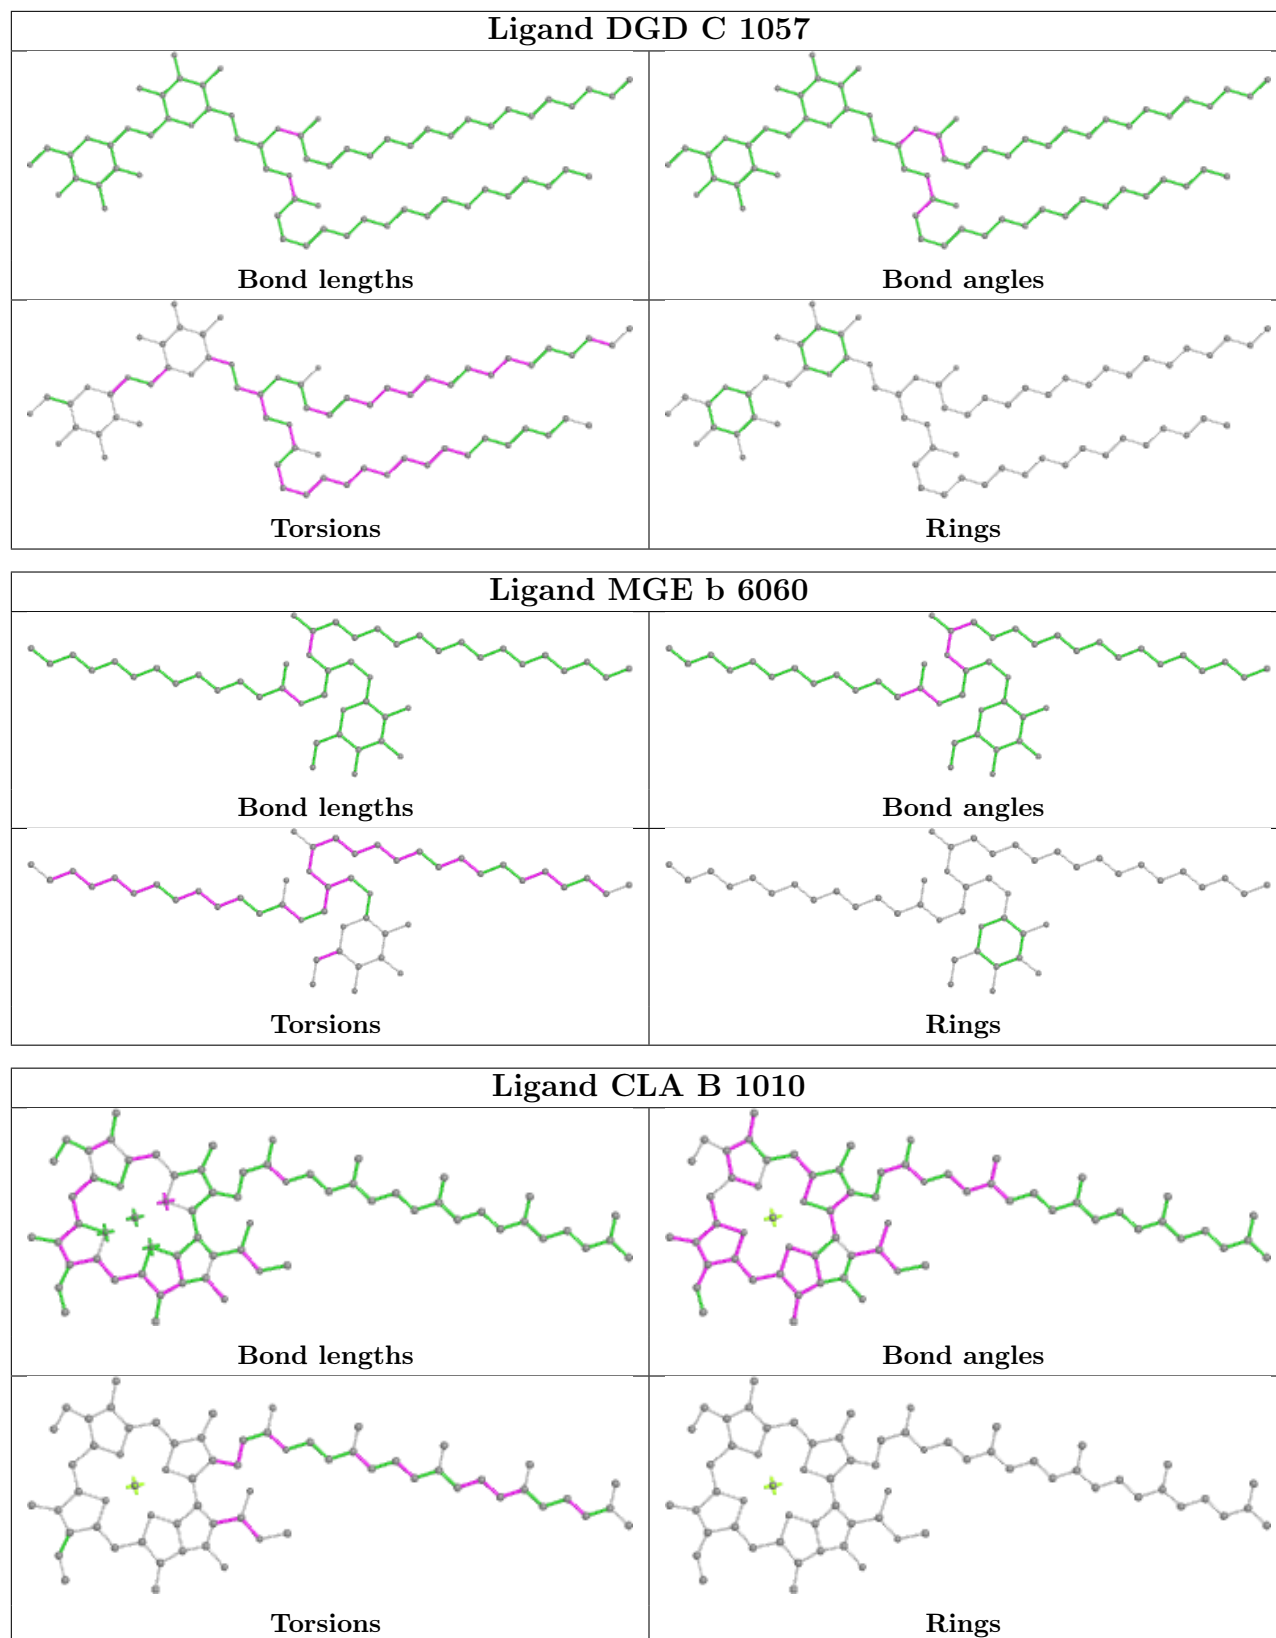 Ligand DGD C 1057
Bond lengths
Bond angles
Torsions
Rings
Ligand MGE b 6060
Bond lengths
Bond angles
Torsions
Rings
Ligand CLA B 1010
Bond lengths
Bond angles
Torsions
Rings